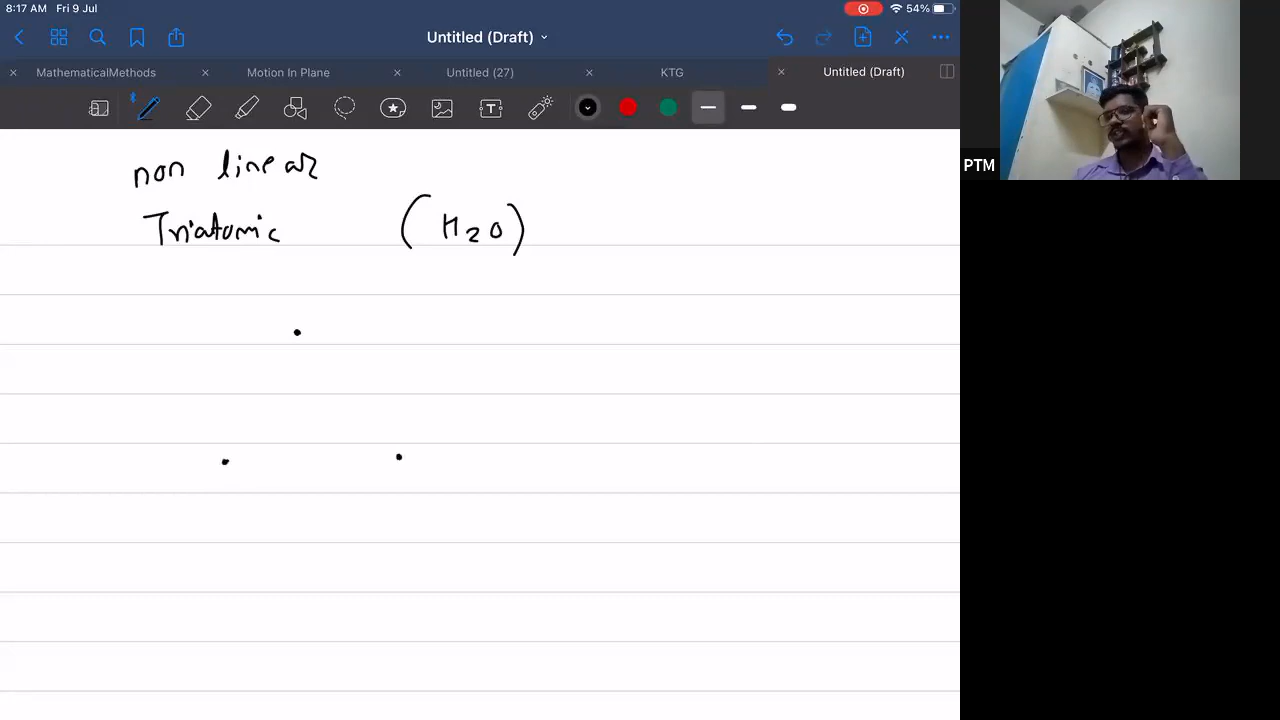 8:17 AM Fri 9 Jul
54%
Untitled (Draft)
MathematicalMethods
Motion In Plane
Untitled (27)
KTG
Untitled (Draft)
T
PTM
non linear
Triatomic (H2O)